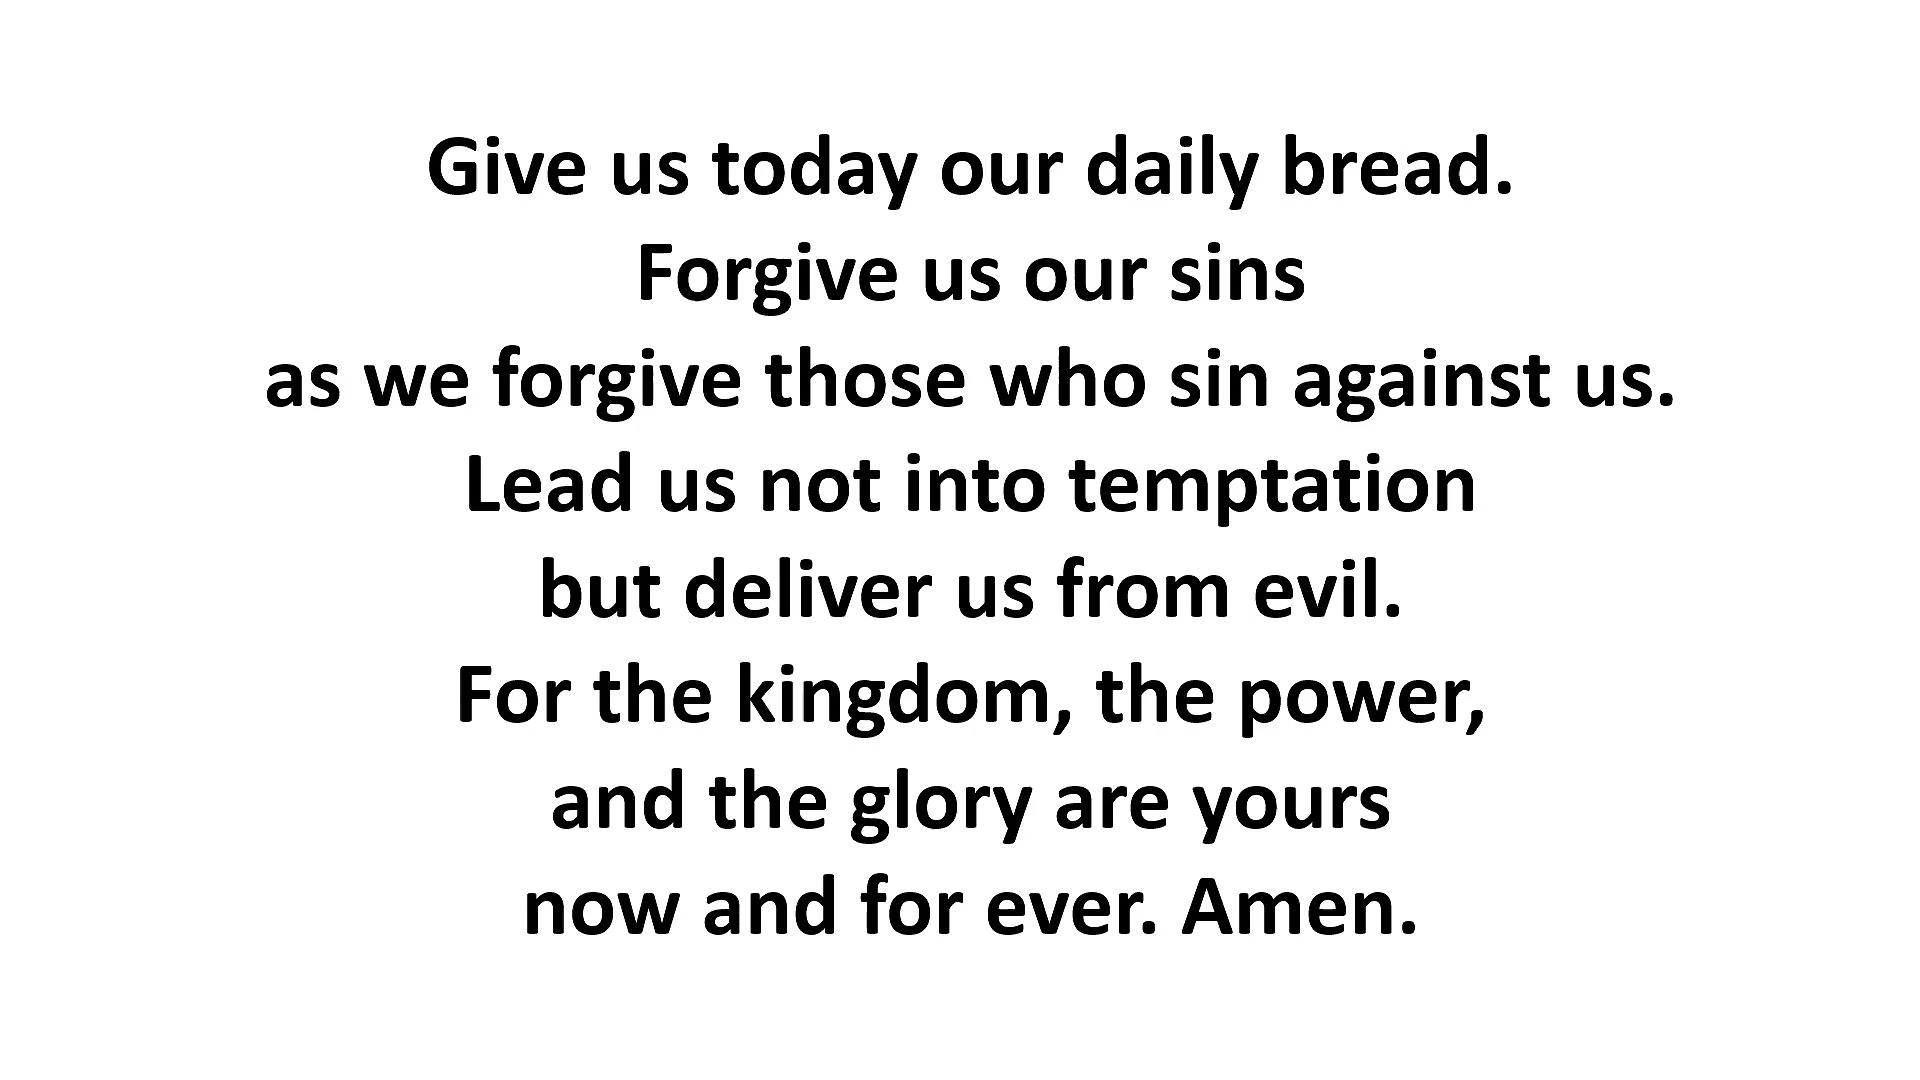 Give us today our daily bread.
Forgive us our sins
as we forgive those who sin against us.
Lead us not into temptation
but deliver us from evil.
For the kingdom, the power,
and the glory are yours
now and for ever. Amen.